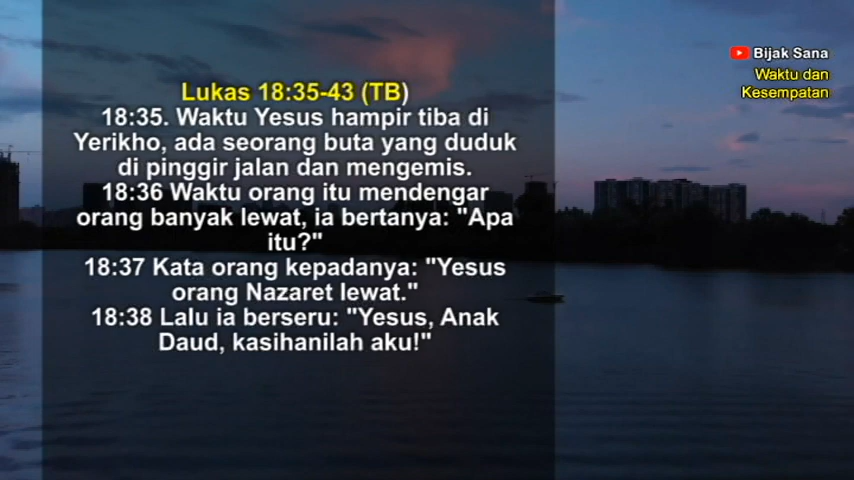 Lukas 18:35-43 (TB)
18:35. Waktu Yesus hampir tiba di
Yerikho, ada seorang buta yang duduk
di pinggir jalan dan mengemis.
18:36 Waktu orang itu mendengar
orang banyak lewat, ia bertanya: "Apa
itu?"
18:37 Kata orang kepadanya: "Yesus
orang Nazaret lewat."
18:38 Lalu ia berseru: "Yesus, Anak
Daud, kasihanilah aku!"
Bijak Sana
Waktu dan
Kesempatan